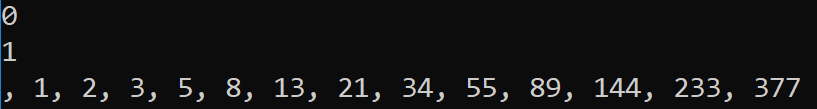 0
1
, 1, 2, 3, 5, 8, 13, 21, 34, 55, 89, 144, 233, 377